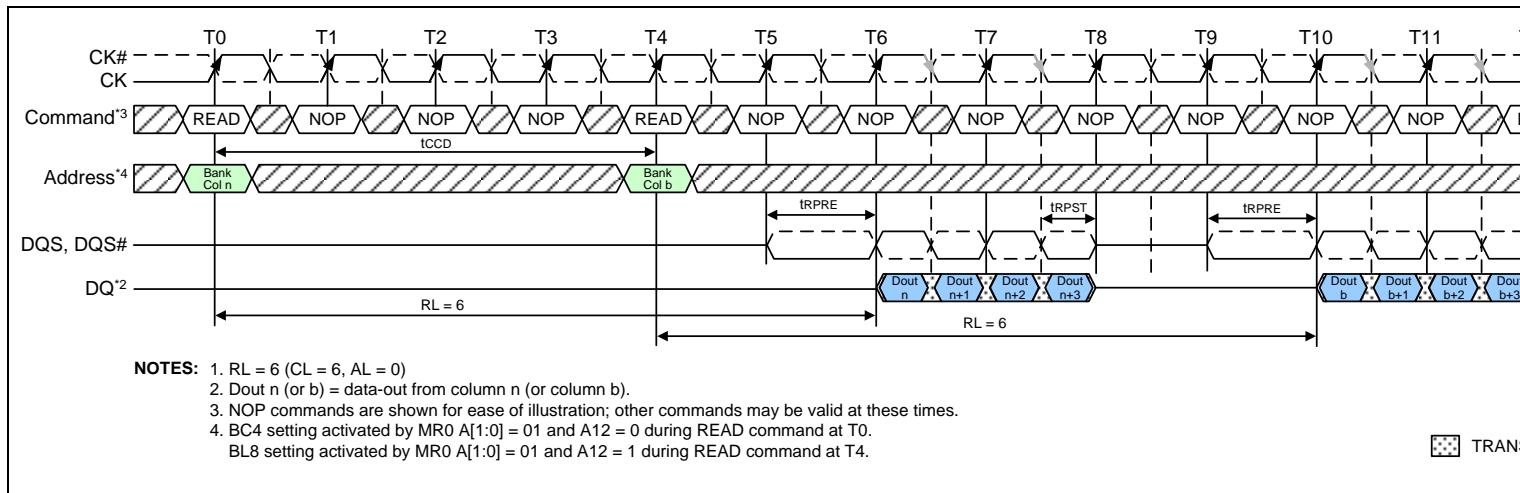 T0 T1 T2 T3 T4 T5 T6 T7 T8 T9 T10 T11
CK#
CK
Command*3 READ NOP NOP NOP READ NOP NOP NOP NOP NOP NOP NOP
tCCD
Address*4 Bank Col n Bank Col b
tRPRE tRPST tRPRE
DQS, DQS#
DQ*2 Dout n Dout n+1 Dout n+2 Dout n+3 Dout b Dout b+1 Dout b+2 Dout b+3
RL = 6
RL = 6
NOTES: 1. RL = 6 (CL = 6, AL = 0)
2. Dout n (or b) = data-out from column n (or column b).
3. NOP commands are shown for ease of illustration; other commands may be valid at these times.
4. BC4 setting activated by MR0 A[1:0] = 01 and A12 = 0 during READ command at T0.
BL8 setting activated by MR0 A[1:0] = 01 and A12 = 1 during READ command at T4.
TRANS